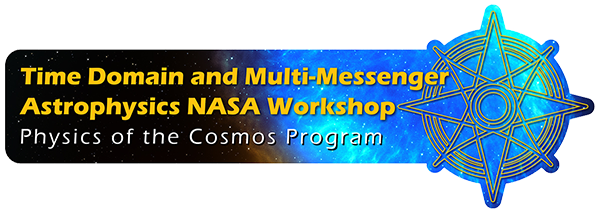 Time Domain and Multi-Messenger
Astrophysics NASA Workshop
Physics of the Cosmos Program